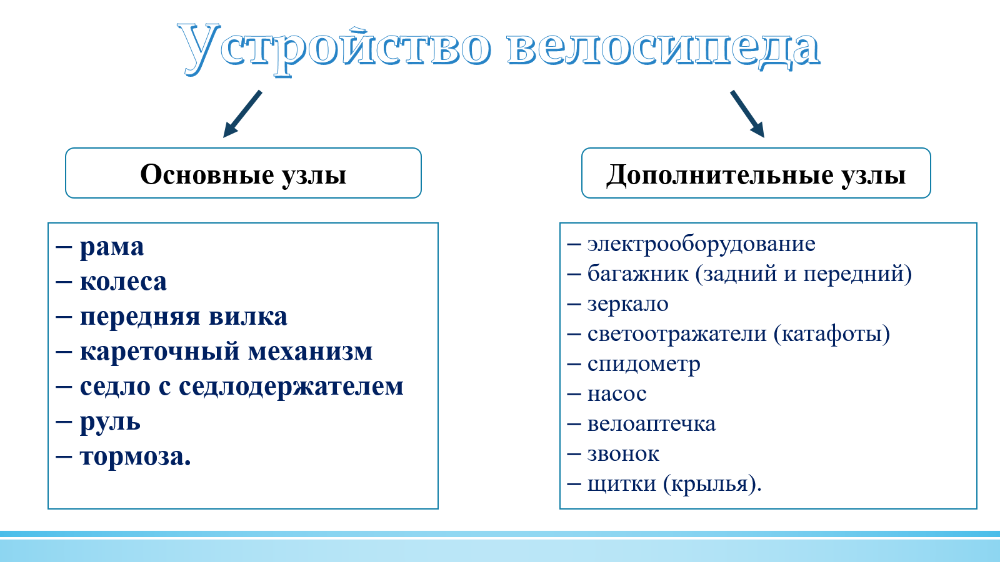 Устройство велосипеда
Основные узлы
– рама
– колеса
– передняя вилка
– кареточный механизм
– седло с седлодержателем
– руль
– тормоза.
Дополнительные узлы
– электрооборудование
– багажник (задний и передний)
– зеркало
– светоотражатели (катафоты)
– спидометр
– насос
– велоаптечка
– звонок
– щитки (крылья).